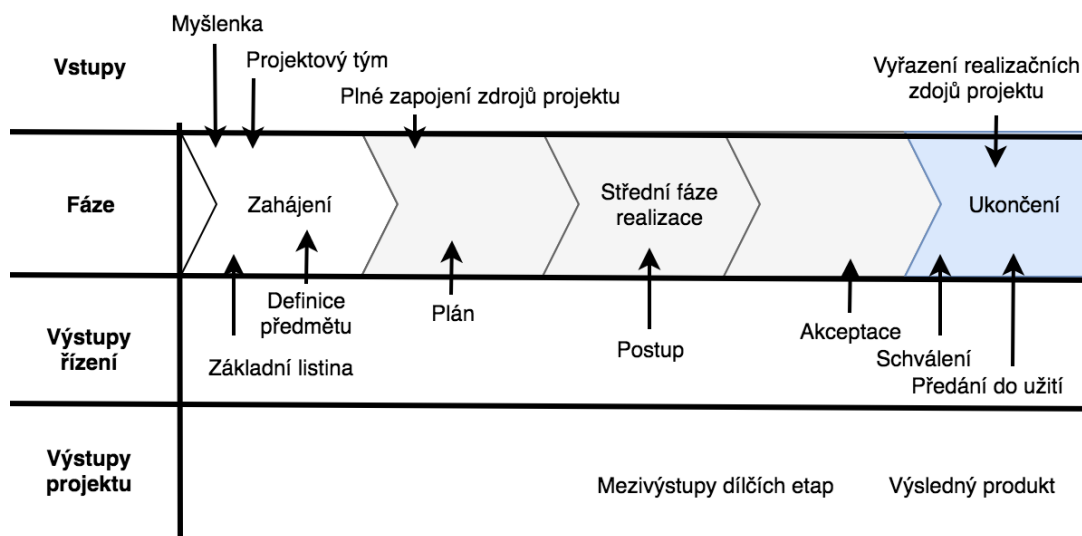 Myšlenka
Vstupy
Projektový tým
Plné zapojení zdrojů projektu
Vyřazení realizačních
zdojů projektu
Fáze
Zahájení
Střední fáze
realizace
Ukončení
Výstupy
řízení
Definice
předmětu
Základní listina
Plán
Postup
Akceptace
Schválení
Předání do užití
Výstupy
projektu
Mezivýstupy dílčích etap
Výsledný produkt